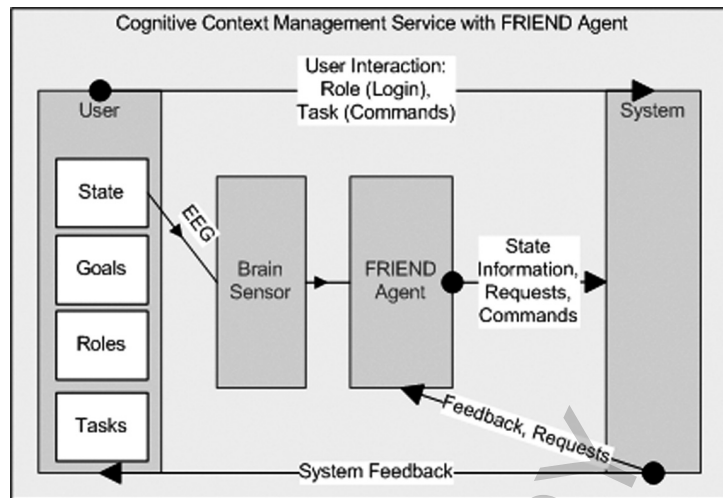 Cognitive Context Management Service with FRIEND Agent
User Interaction:
Role (Login),
Task (Commands)
User
System
State
EEG
Goals
Brain
Sensor
FRIEND
Agent
State
Information,
Requests,
Commands
Roles
Tasks
Feedback, Requests
System Feedback